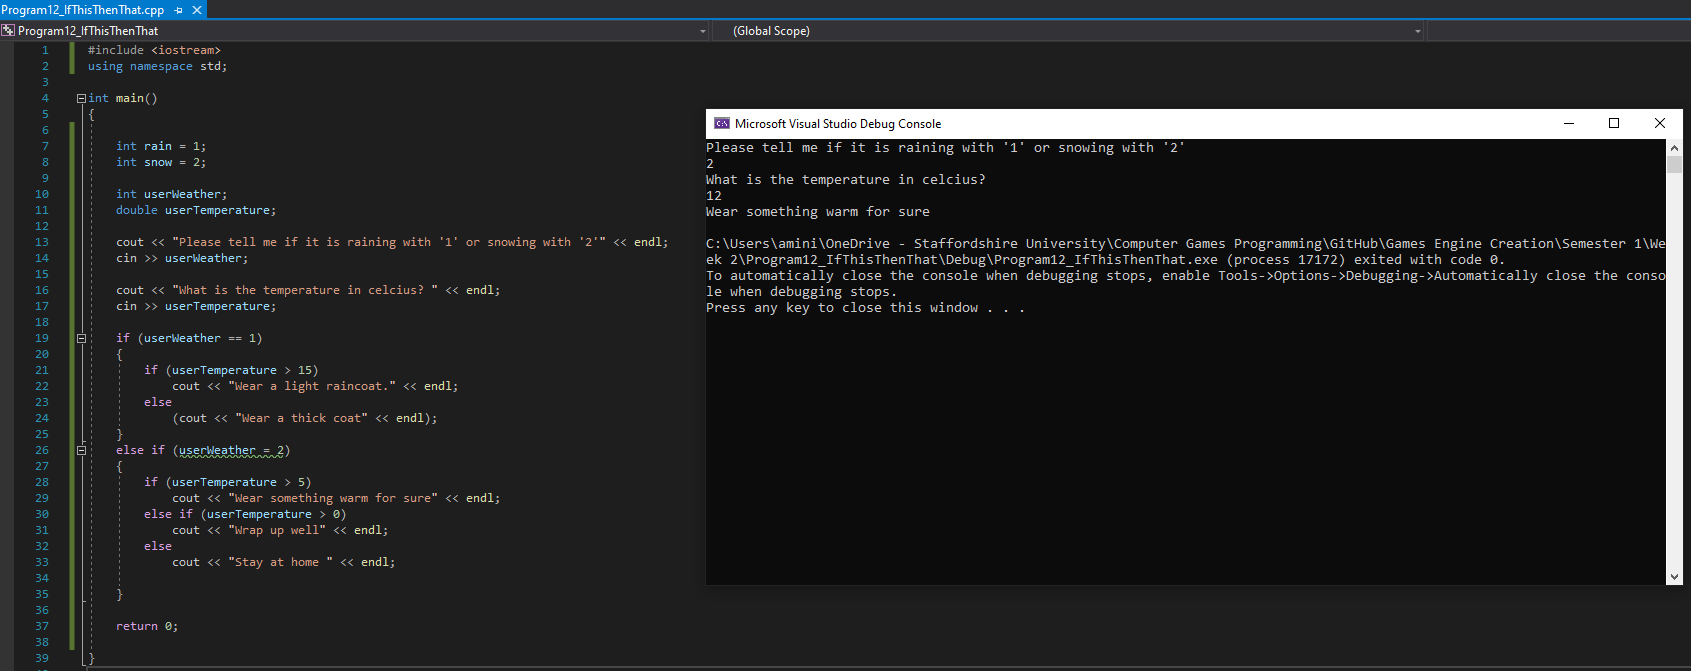 Program12_IfThisThenThat.cpp
Program12_IfThisThenThat (Global Scope)
1 #include <iostream>
2 using namespace std;
3
4 int main()
5 {
6
7 int rain = 1;
8 int snow = 2;
9
10 int userWeather;
11 double userTemperature;
12
13 cout << "Please tell me if it is raining with '1' or snowing with '2'" << endl;
14 cin >> userWeather;
15
16 cout << "What is the temperature in celcius? " << endl;
17 cin >> userTemperature;
18
19 if (userWeather == 1)
20 {
21 if (userTemperature > 15)
22 cout << "Wear a light raincoat." << endl;
23 else
24 (cout << "Wear a thick coat" << endl);
25 }
26 else if (userWeather = 2)
27 {
28 if (userTemperature > 5)
29 cout << "Wear something warm for sure" << endl;
30 else if (userTemperature > 0)
31 cout << "Wrap up well" << endl;
32 else
33 cout << "Stay at home " << endl;
34
35 }
36
37 return 0;
38
39 }
C:\ Microsoft Visual Studio Debug Console
Please tell me if it is raining with '1' or snowing with '2'
2
What is the temperature in celcius?
12
Wear something warm for sure
C:\Users\amini\OneDrive - Staffordshire University\Computer Games Programming\GitHub\Games Engine Creation\Semester 1\We
ek 2\Program12_IfThisThenThat\Debug\Program12_IfThisThenThat.exe (process 17172) exited with code 0.
To automatically close the console when debugging stops, enable Tools->Options->Debugging->Automatically close the conso
le when debugging stops.
Press any key to close this window . . .